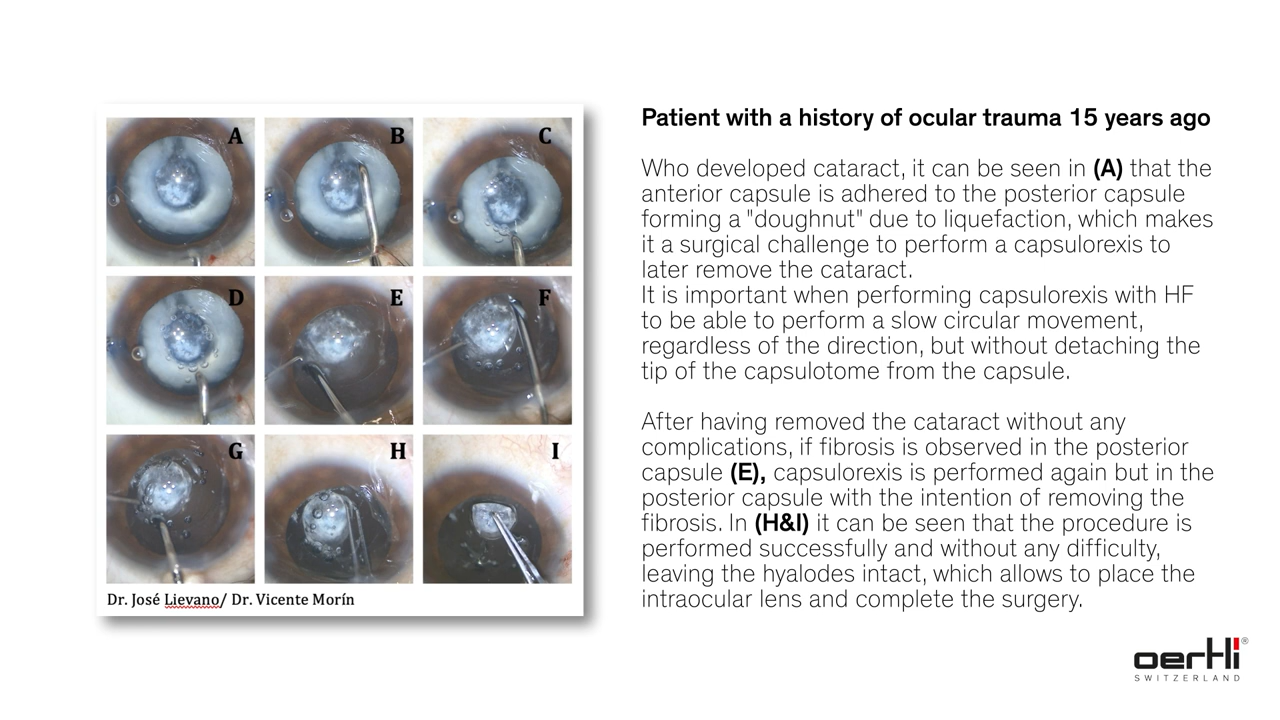 A
B
C
D
E
F
G
H
I
Dr. José Lievano/ Dr. Vicente Morín
Patient with a history of ocular trauma 15 years ago
Who developed cataract, it can be seen in (A) that the
anterior capsule is adhered to the posterior capsule
forming a "doughnut" due to liquefaction, which makes
it a surgical challenge to perform a capsulorexis to
later remove the cataract.
It is important when performing capsulorexis with HF
to be able to perform a slow circular movement,
regardless of the direction, but without detaching the
tip of the capsulotome from the capsule.
After having removed the cataract without any
complications, if fibrosis is observed in the posterior
capsule (E), capsulorexis is performed again but in the
posterior capsule with the intention of removing the
fibrosis. In (H&I) it can be seen that the procedure is
performed successfully and without any difficulty,
leaving the hyalodes intact, which allows to place the
intraocular lens and complete the surgery.
oerHi®
SWITZERLAND